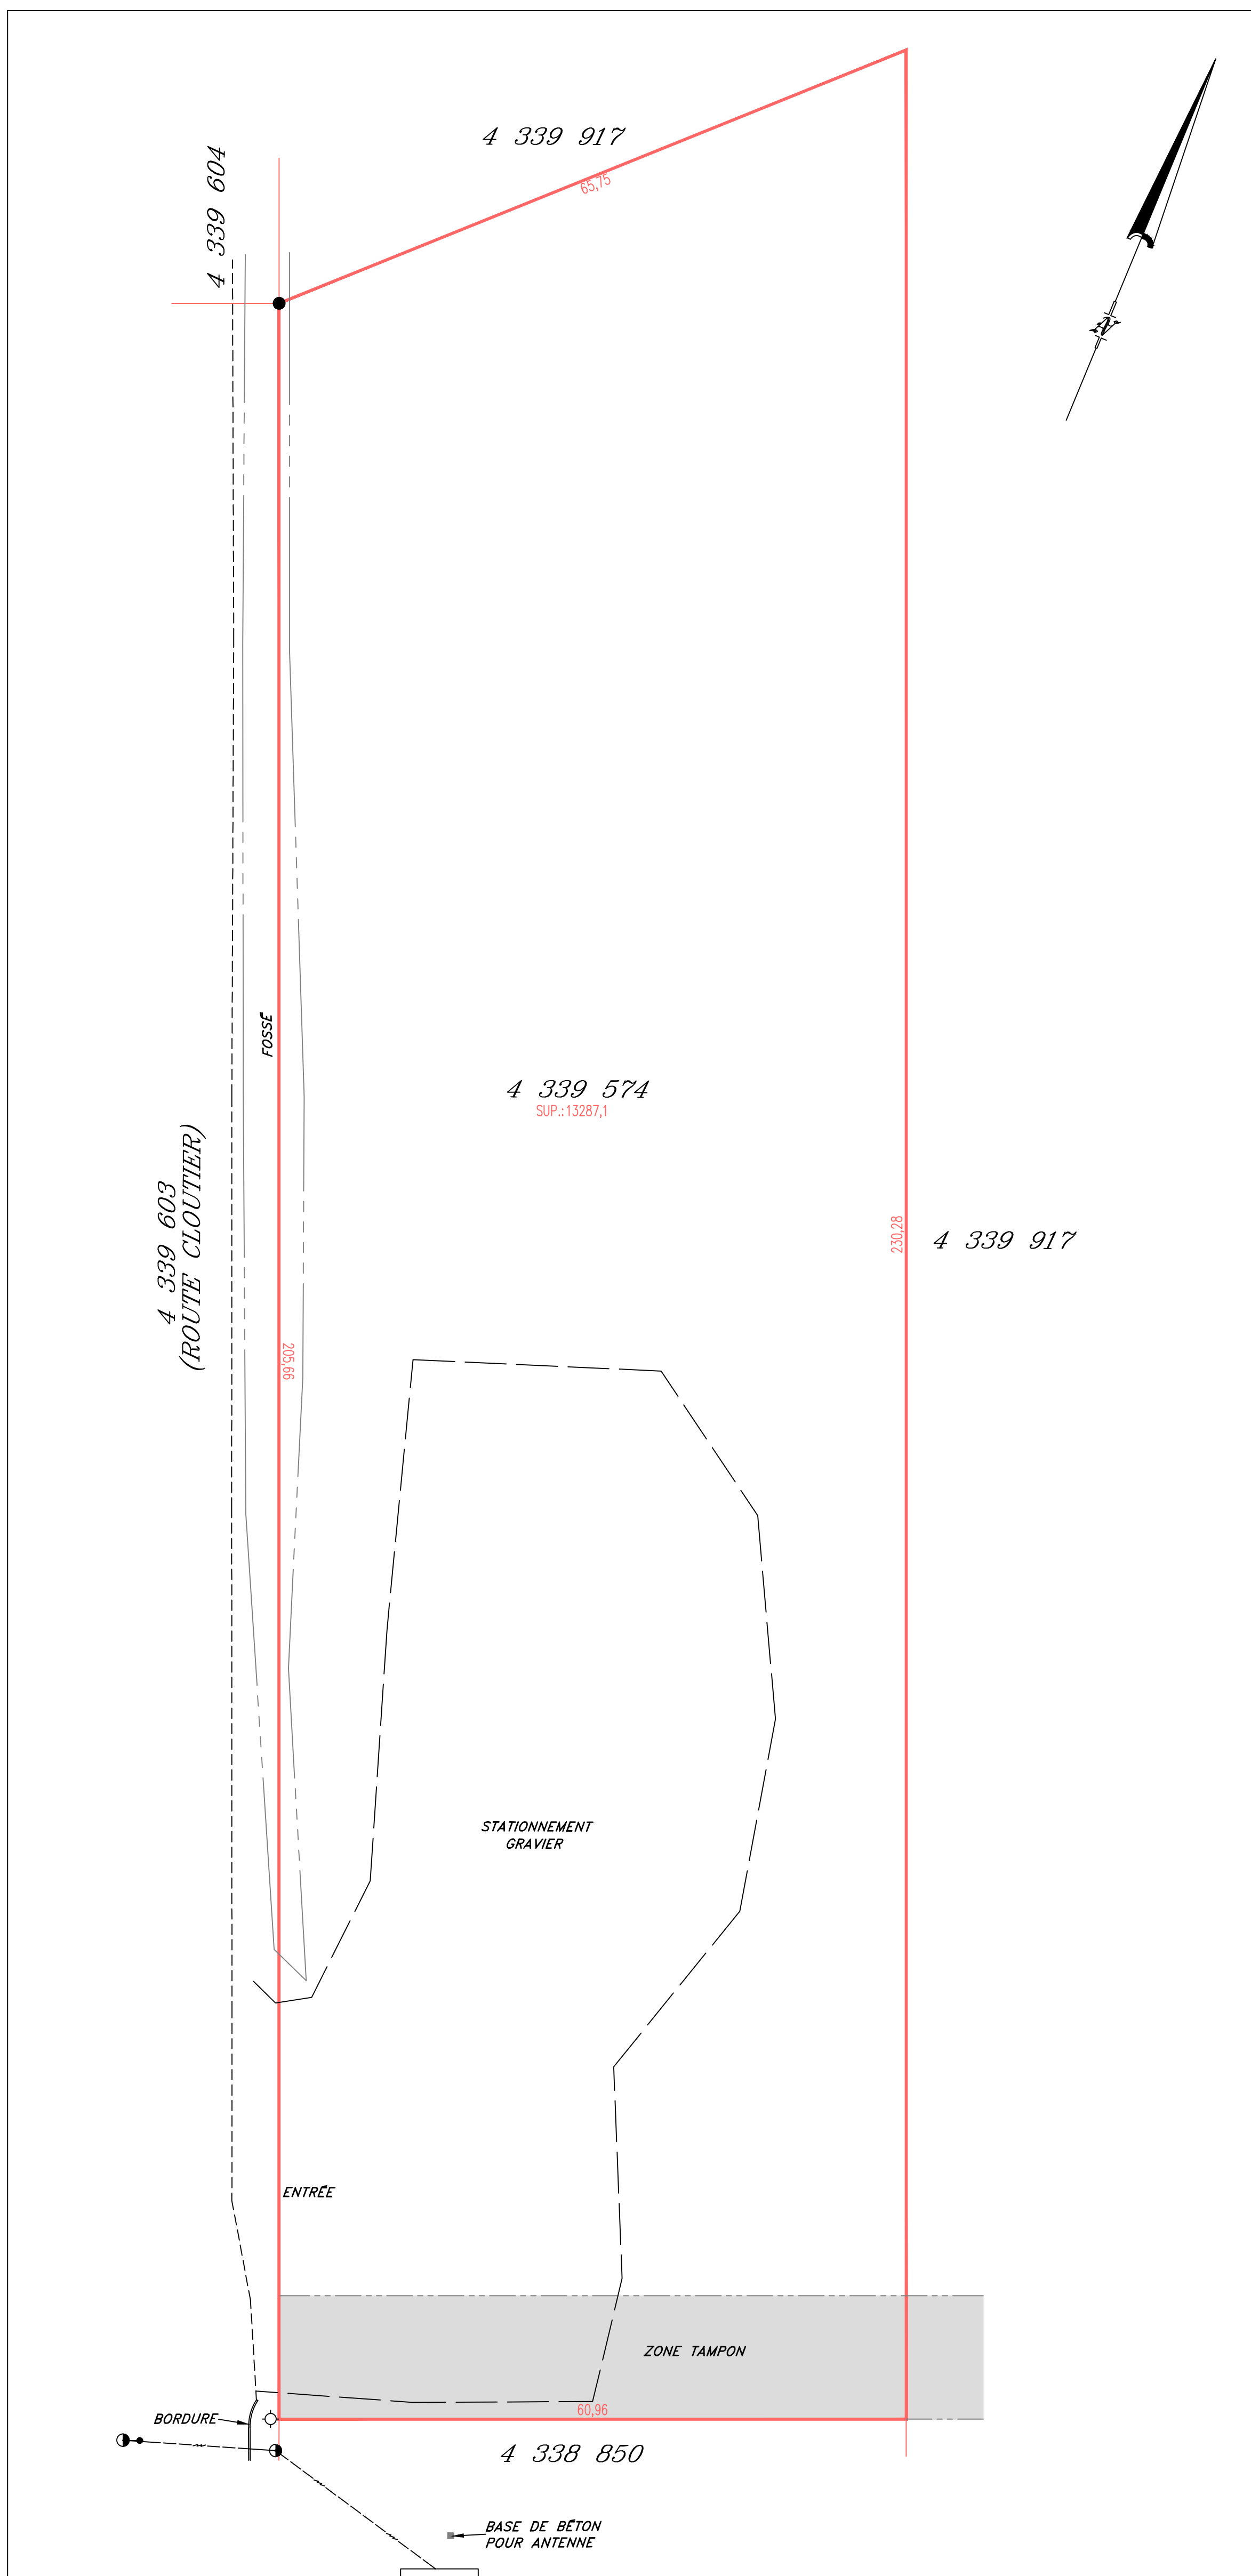 4 339 917
65,75
4 339 604
N
FOSSÉ
4 339 574
SUP.:13287,1
4 339 603
(ROUTE CLOUTIER)
230,28
4 339 917
205,66
STATIONNEMENT
GRAVIER
ENTRÉE
ZONE TAMPON
60,96
BORDURE
4 338 850
BASE DE BÉTON
POUR ANTENNE